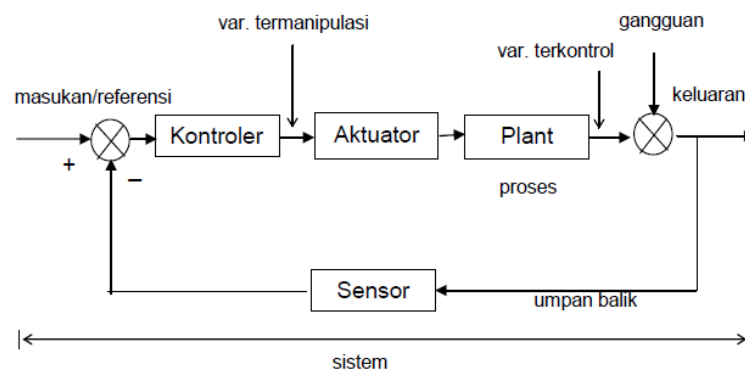 gangguan
var. termanipulasi
var. terkontrol
masukan/referensi
keluaran
Kontroler
Aktuator
Plant
+
−
proses
Sensor
umpan balik
sistem